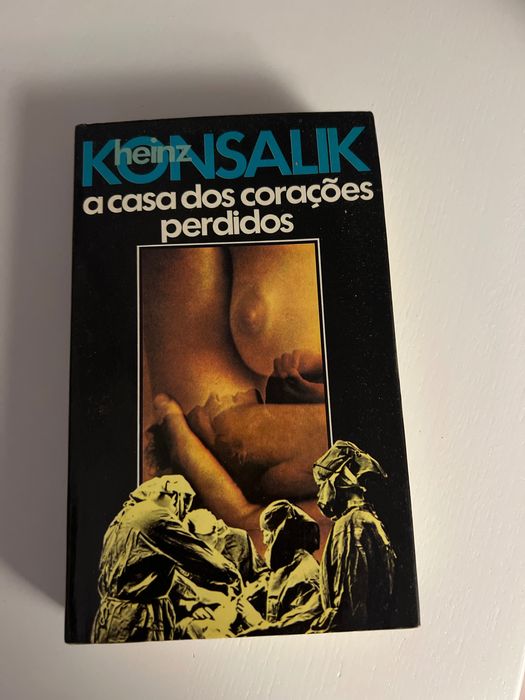 heinz
KONSALIK
a casa dos corações
perdidos